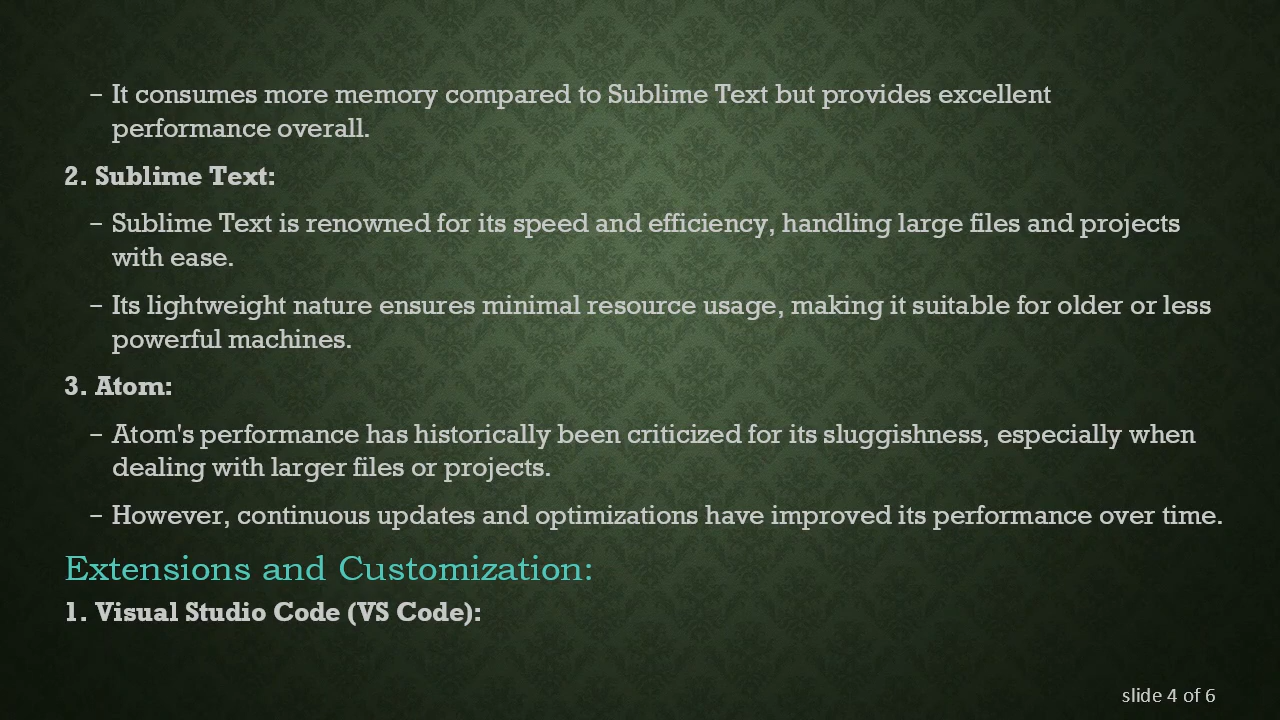 – It consumes more memory compared to Sublime Text but provides excellent
performance overall.
2. Sublime Text:
– Sublime Text is renowned for its speed and efficiency, handling large files and projects
with ease.
– Its lightweight nature ensures minimal resource usage, making it suitable for older or less
powerful machines.
3. Atom:
– Atom's performance has historically been criticized for its sluggishness, especially when
dealing with larger files or projects.
– However, continuous updates and optimizations have improved its performance over time.
Extensions and Customization:
1. Visual Studio Code (VS Code):
slide 4 of 6